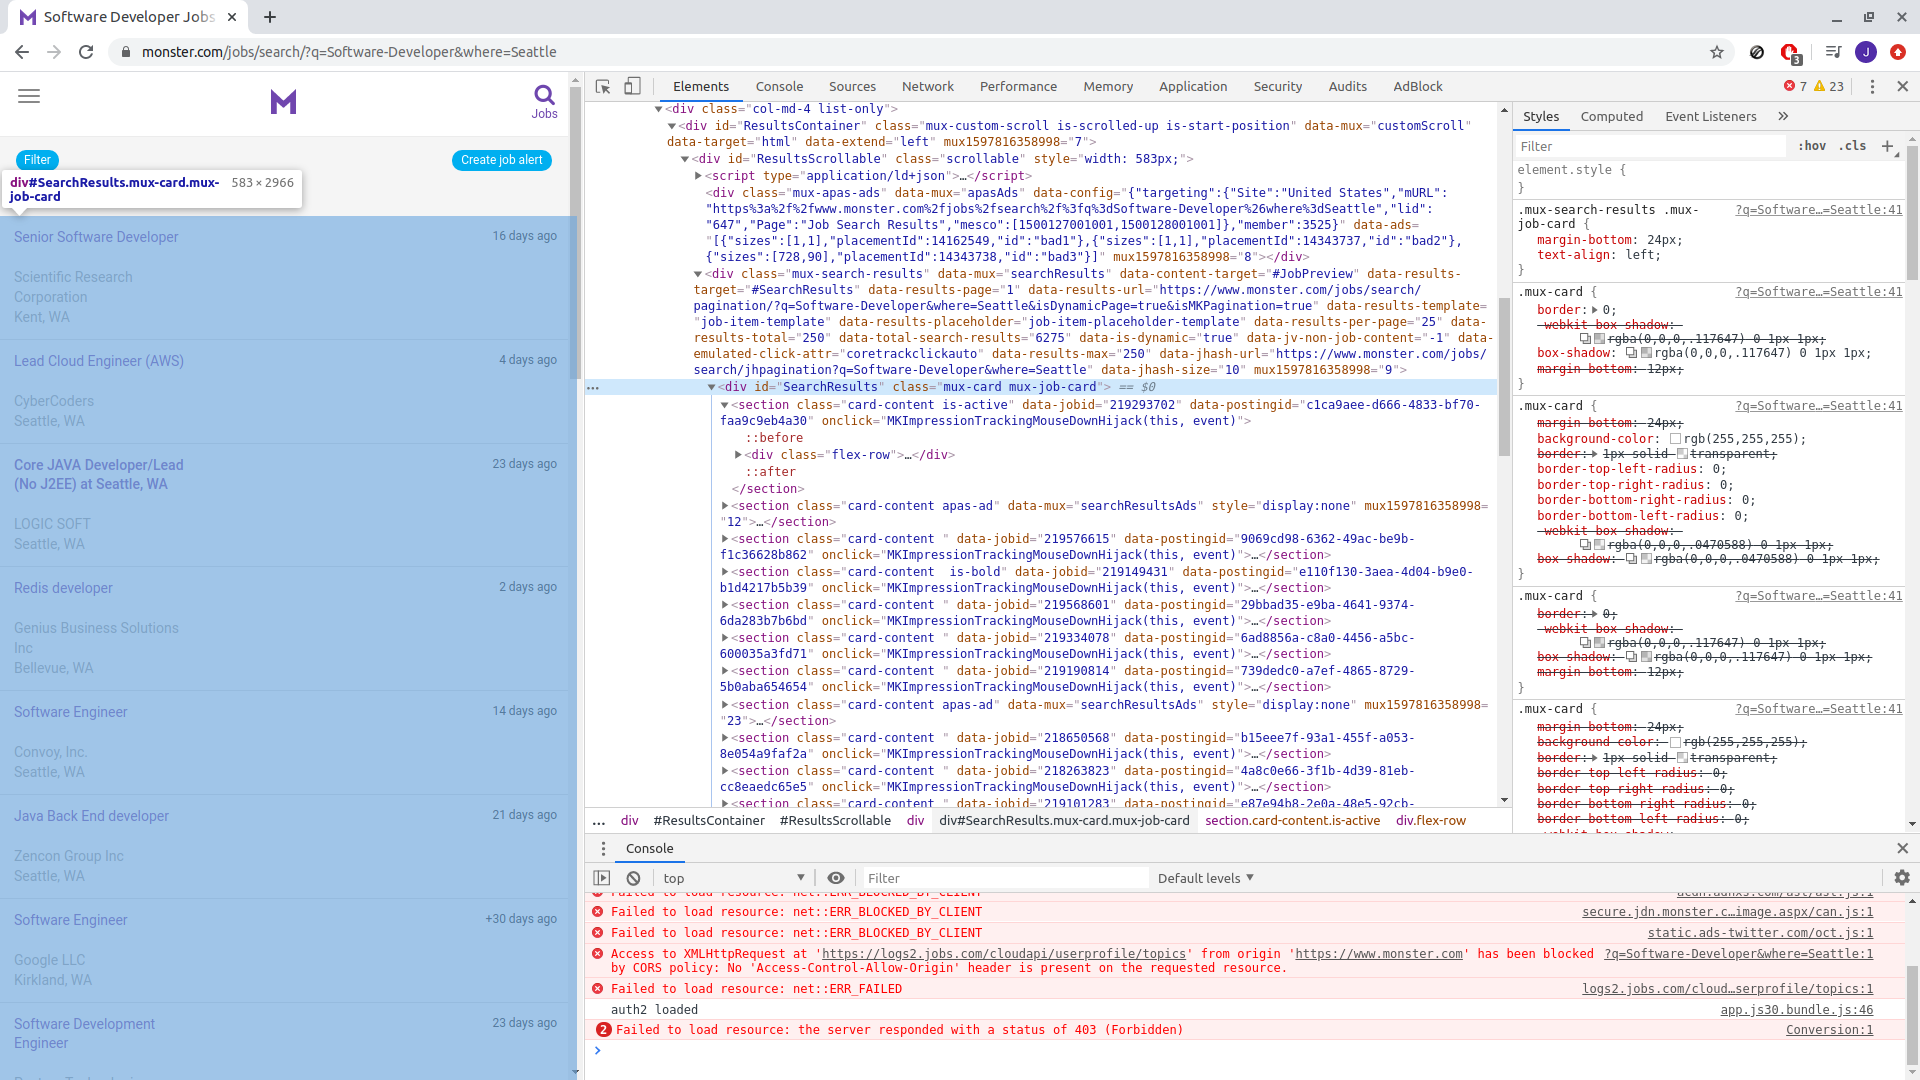 Software Developer Jobs
monster.com/jobs/search/?q=Software-Developer&where=Seattle
3
J
Jobs
Filter
Create job alert
div#SearchResults.mux-card.mux-job-card 583 × 2966
Senior Software Developer
16 days ago
Scientific Research
Corporation
Kent, WA
Lead Cloud Engineer (AWS)
4 days ago
CyberCoders
Seattle, WA
Core JAVA Developer/Lead
(No J2EE) at Seattle, WA
23 days ago
LOGIC SOFT
Seattle, WA
Redis developer
2 days ago
Genius Business Solutions
Inc
Bellevue, WA
Software Engineer
14 days ago
Convoy, Inc.
Seattle, WA
Java Back End developer
21 days ago
Zencon Group Inc
Seattle, WA
Software Engineer
+30 days ago
Google LLC
Kirkland, WA
Software Development
Engineer
23 days ago
Elements Console Sources Network Performance Memory Application Security Audits AdBlock 7 23
<div class="col-md-4 list-only">
<div id="ResultsContainer" class="mux-custom-scroll is-scrolled-up is-start-position" data-mux="customScroll"
data-target="html" data-extend="left" mux1597816358998="7">
<div id="ResultsScrollable" class="scrollable" style="width: 583px;">
<script type="application/ld+json">…</script>
<div class="mux-apas-ads" data-mux="apasAds" data-config="{"targeting":{"Site":"United States","mURL":
"https%3a%2f%2fwww.monster.com%2fjobs%2fsearch%2f%3fq%3dSoftware-Developer%26where%3dSeattle","lid":
"647","Page":"Job Search Results","mesco":[1500127001001,1500128001001]},"member":3525}" data-ads=
"[{"sizes":[1,1],"placementId":14162549,"id":"bad1"},{"sizes":[1,1],"placementId":14343737,"id":"bad2"},
{"sizes":[728,90],"placementId":14343738,"id":"bad3"}]" mux1597816358998="8"></div>
<div class="mux-search-results" data-mux="searchResults" data-content-target="#JobPreview" data-results-
target="#SearchResults" data-results-page="1" data-results-url="https://www.monster.com/jobs/search/
pagination/?q=Software-Developer&where=Seattle&isDynamicPage=true&isMKPagination=true" data-results-template=
"job-item-template" data-results-placeholder="job-item-placeholder-template" data-results-per-page="25" data-
results-total="250" data-total-search-results="6275" data-is-dynamic="true" data-jv-non-job-content="-1" data-
emulated-click-attr="coretrackclickauto" data-results-max="250" data-jhash-url="https://www.monster.com/jobs/
search/jhpagination?q=Software-Developer&where=Seattle" data-jhash-size="10" mux1597816358998="9">
<div id="SearchResults" class="mux-card mux-job-card"> == $0
<section class="card-content is-active" data-jobid="219293702" data-postingid="c1ca9aee-d666-4833-bf70-
faa9c9eb4a30" onclick="MKImpressionTrackingMouseDownHijack(this, event)">
::before
<div class="flex-row">…</div>
::after
</section>
<section class="card-content apas-ad" data-mux="searchResultsAds" style="display:none" mux1597816358998=
"12">…</section>
<section class="card-content " data-jobid="219576615" data-postingid="9069cd98-6362-49ac-be9b-
f1c36628b862" onclick="MKImpressionTrackingMouseDownHijack(this, event)">…</section>
<section class="card-content  is-bold" data-jobid="219149431" data-postingid="e110f130-3aea-4d04-b9e0-
b1d4217b5b39" onclick="MKImpressionTrackingMouseDownHijack(this, event)">…</section>
<section class="card-content " data-jobid="219568601" data-postingid="29bbad35-e9ba-4641-9374-
6da283b7b6bd" onclick="MKImpressionTrackingMouseDownHijack(this, event)">…</section>
<section class="card-content " data-jobid="219334078" data-postingid="6ad8856a-c8a0-4456-a5bc-
600035a3fd71" onclick="MKImpressionTrackingMouseDownHijack(this, event)">…</section>
<section class="card-content " data-jobid="219190814" data-postingid="739dedc0-a7ef-4865-8729-
5b0aba654654" onclick="MKImpressionTrackingMouseDownHijack(this, event)">…</section>
<section class="card-content apas-ad" data-mux="searchResultsAds" style="display:none" mux1597816358998=
"23">…</section>
<section class="card-content " data-jobid="218650568" data-postingid="b15eee7f-93a1-455f-a053-
8e054a9faf2a" onclick="MKImpressionTrackingMouseDownHijack(this, event)">…</section>
<section class="card-content " data-jobid="218263823" data-postingid="4a8c0e66-3f1b-4d39-81eb-
cc8eaedc65e5" onclick="MKImpressionTrackingMouseDownHijack(this, event)">…</section>
<section class="card-content " data-jobid="219101283" data-postingid="e87e94b8-2e0a-48e5-92cb-
… div #ResultsContainer #ResultsScrollable div div#SearchResults.mux-card.mux-job-card section.card-content.is-active div.flex-row
Styles Computed Event Listeners
Filter :hov .cls +
element.style {
}
.mux-search-results .mux-job-card { ?q=Software…=Seattle:41
margin-bottom: 24px;
text-align: left;
}
.mux-card { ?q=Software…=Seattle:41
border: 0;
-webkit-box-shadow:
rgba(0,0,0,.117647) 0 1px 1px;
box-shadow: rgba(0,0,0,.117647) 0 1px 1px;
margin-bottom: 12px;
}
.mux-card { ?q=Software…=Seattle:41
margin-bottom: 24px;
background-color: rgb(255,255,255);
border: 1px solid transparent;
border-top-left-radius: 0;
border-top-right-radius: 0;
border-bottom-right-radius: 0;
border-bottom-left-radius: 0;
-webkit-box-shadow:
rgba(0,0,0,.0470588) 0 1px 1px;
box-shadow: rgba(0,0,0,.0470588) 0 1px 1px;
}
.mux-card { ?q=Software…=Seattle:41
border: 0;
-webkit-box-shadow:
rgba(0,0,0,.117647) 0 1px 1px;
box-shadow: rgba(0,0,0,.117647) 0 1px 1px;
margin-bottom: 12px;
}
.mux-card { ?q=Software…=Seattle:41
margin-bottom: 24px;
background-color: rgb(255,255,255);
border: 1px solid transparent;
border-top-left-radius: 0;
border-top-right-radius: 0;
border-bottom-right-radius: 0;
border-bottom-left-radius: 0;
Console
top Filter Default levels
Failed to load resource: net::ERR_BLOCKED_BY_CLIENT
Failed to load resource: net::ERR_BLOCKED_BY_CLIENT secure.jdn.monster.c…image.aspx/can.js:1
Failed to load resource: net::ERR_BLOCKED_BY_CLIENT static.ads-twitter.com/oct.js:1
Access to XMLHttpRequest at 'https://logs2.jobs.com/cloudapi/userprofile/topics' from origin 'https://www.monster.com' has been blocked ?q=Software-Developer&where=Seattle:1
by CORS policy: No 'Access-Control-Allow-Origin' header is present on the requested resource.
Failed to load resource: net::ERR_FAILED logs2.jobs.com/cloud…serprofile/topics:1
auth2 loaded app.js30.bundle.js:46
2 Failed to load resource: the server responded with a status of 403 (Forbidden) Conversion:1